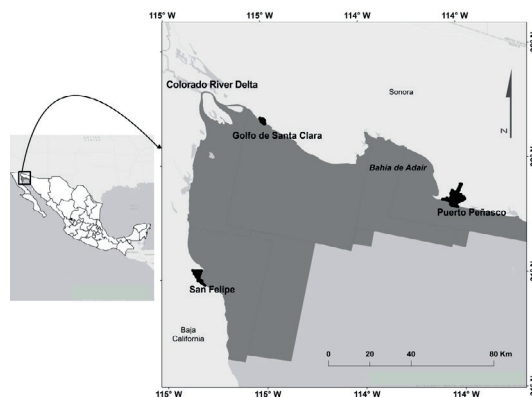 115°W 115°W 114°W 114°W
Colorado River Delta
Sonora
Golfo de Santa Clara
Bahía de Adair
Puerto Peñasco
San Felipe
Baja
California
N
0 20 40 80 Km
115° W 115° W 114° W 114° W